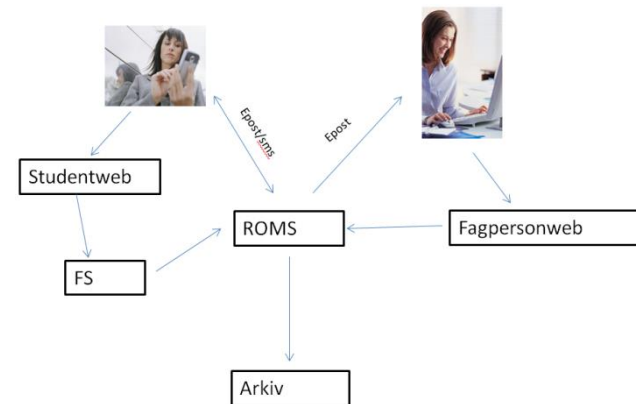 Epost/sms
Epost
Studentweb
ROMS
Fagpersonweb
FS
Arkiv